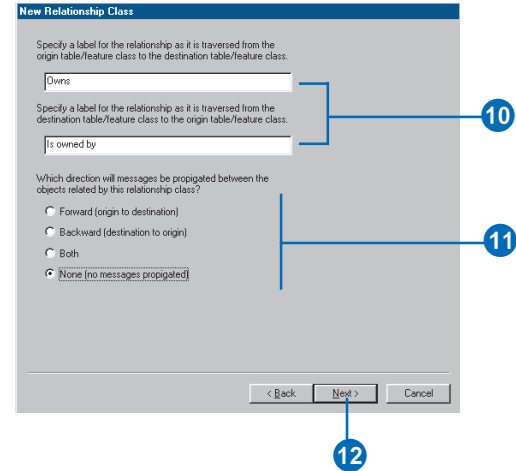 New Relationship Class
Specify a label for the relationship as it is traversed from the
origin table/feature class to the destination table/feature class.
Owns
Specify a label for the relationship as it is traversed from the
destination table/feature class to the origin table/feature class.
Is owned by
10
Which direction will messages be propigated between the
objects related by this relationship class?
Forward (origin to destination)
Backward (destination to origin)
Both
None (no messages propigated)
11
< Back
Next >
Cancel
12